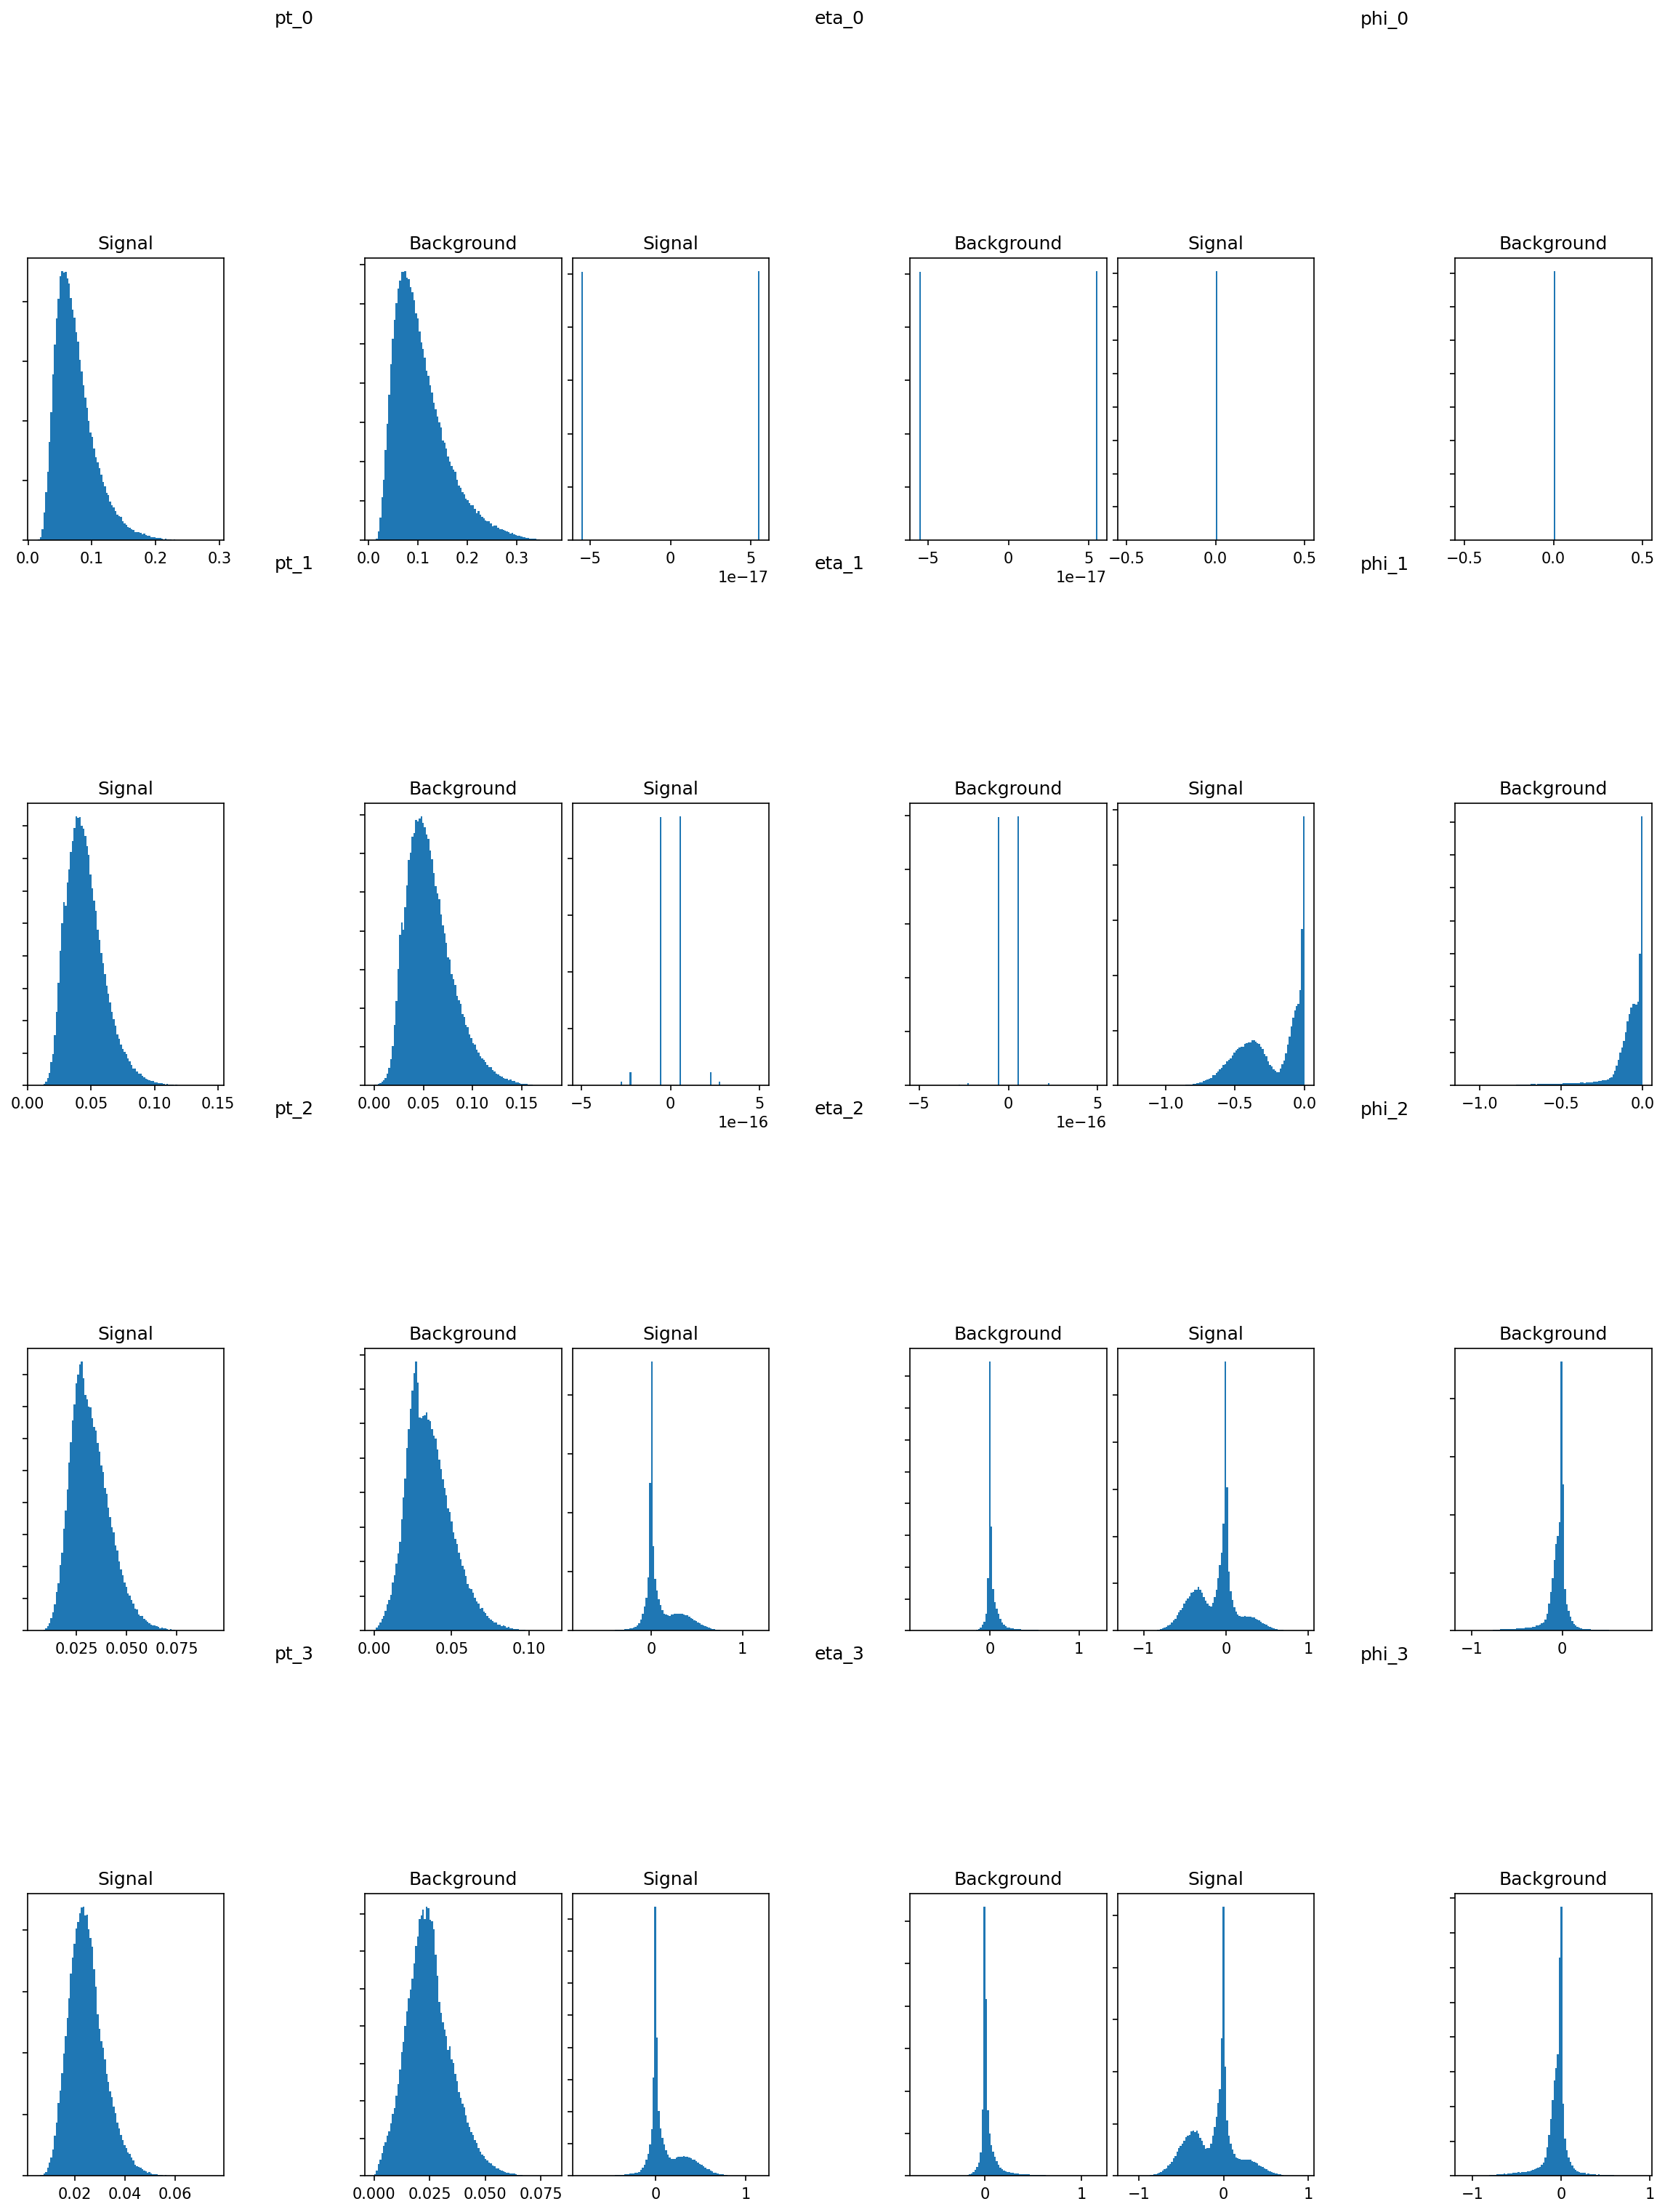 pt_0 eta_0 phi_0
Signal Background Signal Background Signal Background
0.0 0.1 0.2 0.3 0.0 0.1 0.2 0.3 −5 0 5 −5 0 5 −0.5 0.0 0.5 −0.5 0.0 0.5
1e−17 1e−17
pt_1 eta_1 phi_1
Signal Background Signal Background Signal Background
0.00 0.05 0.10 0.15 0.00 0.05 0.10 0.15 −5 0 5 −5 0 5 −1.0 −0.5 0.0 −1.0 −0.5 0.0
1e−16 1e−16
pt_2 eta_2 phi_2
Signal Background Signal Background Signal Background
0.025 0.050 0.075 0.00 0.05 0.10 0 1 0 1 −1 0 1 −1 0
pt_3 eta_3 phi_3
Signal Background Signal Background Signal Background
0.02 0.04 0.06 0.000 0.025 0.050 0.075 0 1 0 1 −1 0 1 −1 0 1